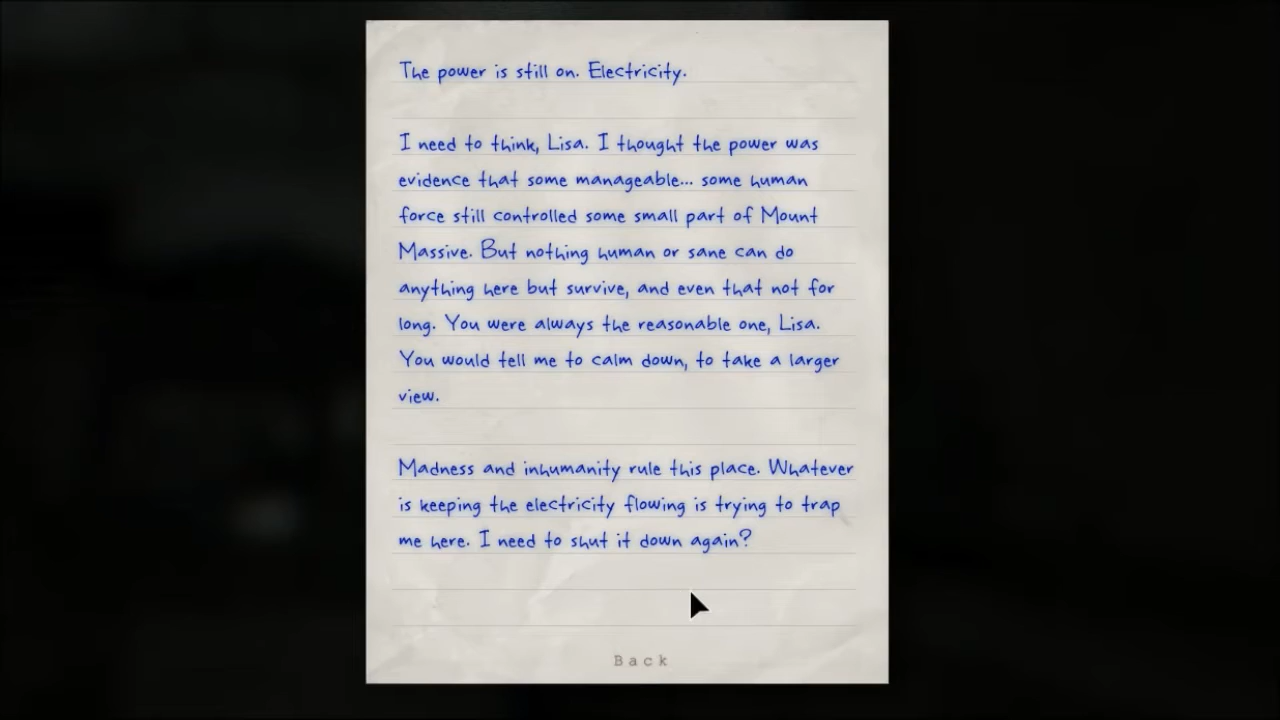 The power is still on. Electricity.
I need to think, Lisa. I thought the power was
evidence that some manageable... some human
force still controlled some small part of Mount
Massive. But nothing human or sane can do
anything here but survive, and even that not for
long. You were always the reasonable one, Lisa.
You would tell me to calm down, to take a larger
view.
Madness and inhumanity rule this place. Whatever
is keeping the electricity flowing is trying to trap
me here. I need to shut it down again?
Back